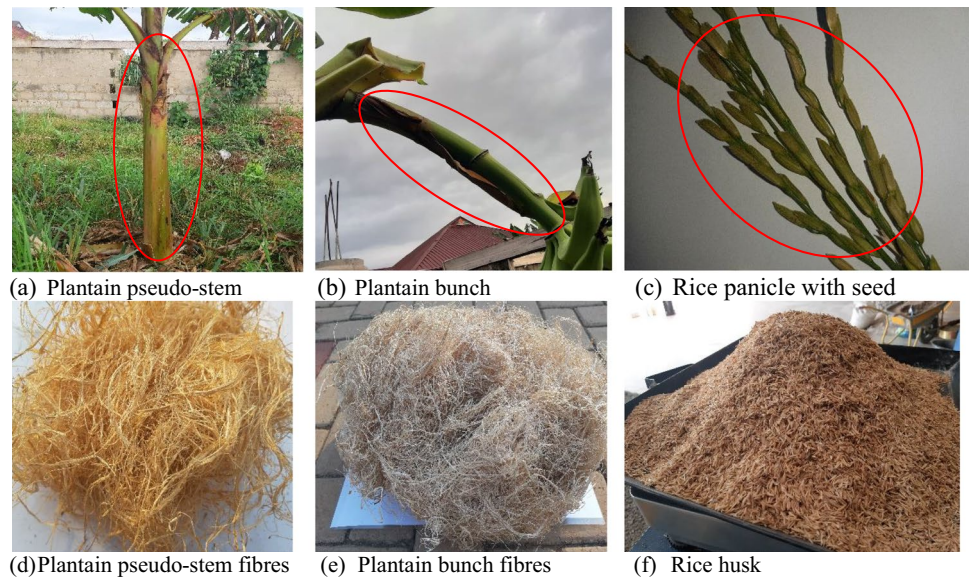 (a) Plantain pseudo-stem
(b) Plantain bunch
(c) Rice panicle with seed
(d)Plantain pseudo-stem fibres
(e) Plantain bunch fibres
(f) Rice husk